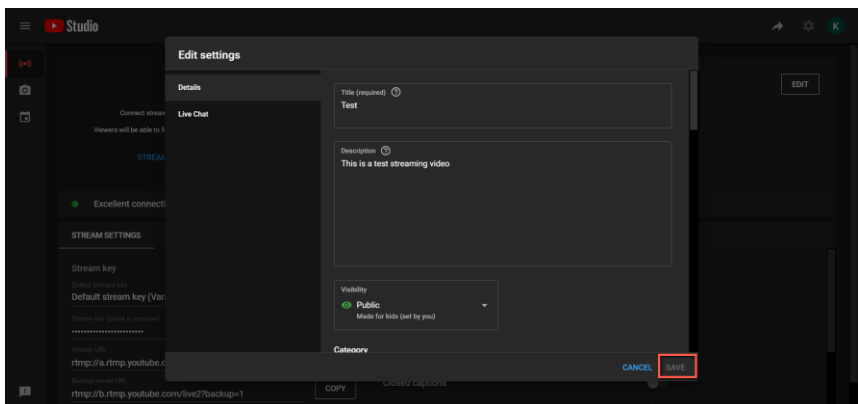 Studio
K
Edit settings
Details
Live Chat
Title (required)
Test
Description
This is a test streaming video
Visibility
Public
Made for kids (set by you)
Category
CANCEL
SAVE
EDIT
Connect stream
Viewers will be able to fi
STREAM
Excellent connecti
STREAM SETTINGS
Stream key
Select stream key
Default stream key (Var
Stream key (paste in encoder)
Stream URL
rtmp://a.rtmp.youtube.c
Backup server URL
rtmp://b.rtmp.youtube.com/live2?backup=1
COPY
Closed captions